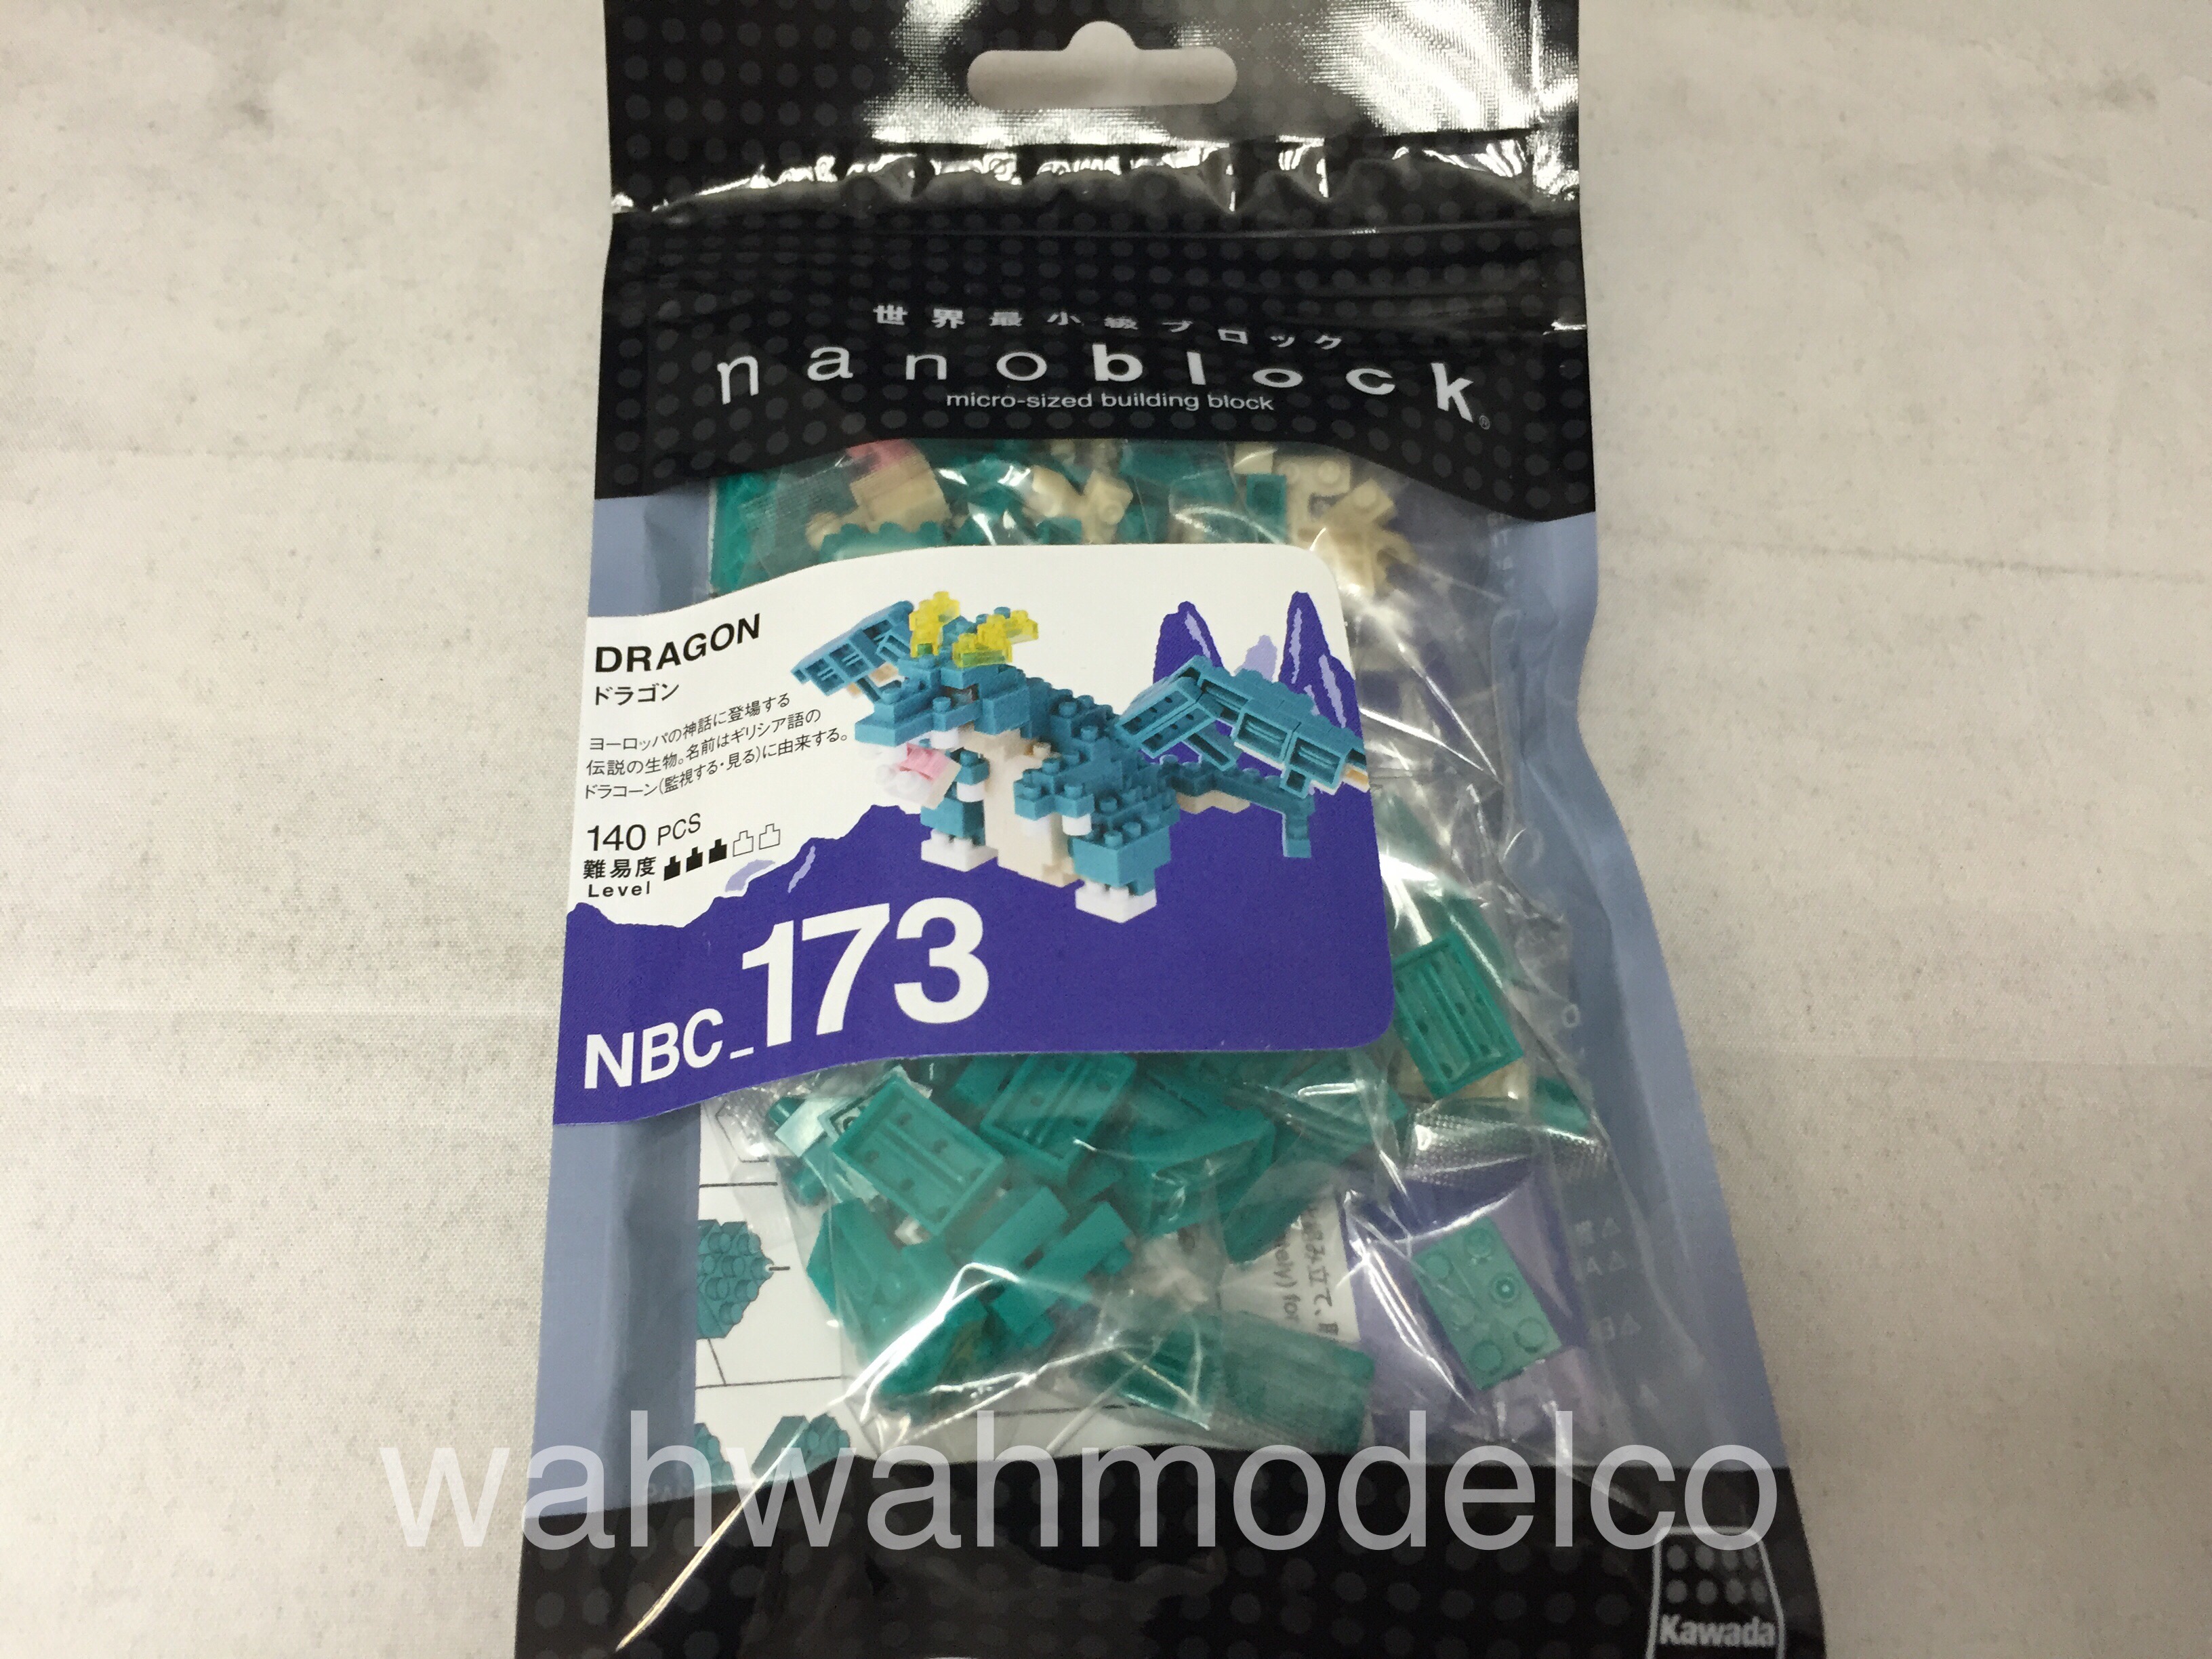 世界最小級ブロック
nanoblock®
micro-sized building block
DRAGON
ドラゴン
ヨーロッパの神話に登場する
伝説の生物。名前はギリシア語の
ドラコーン(監視する・見る)に由来する。
140 PCS
難易度
Level
NBC_173
wahwahmodelco
Kawada